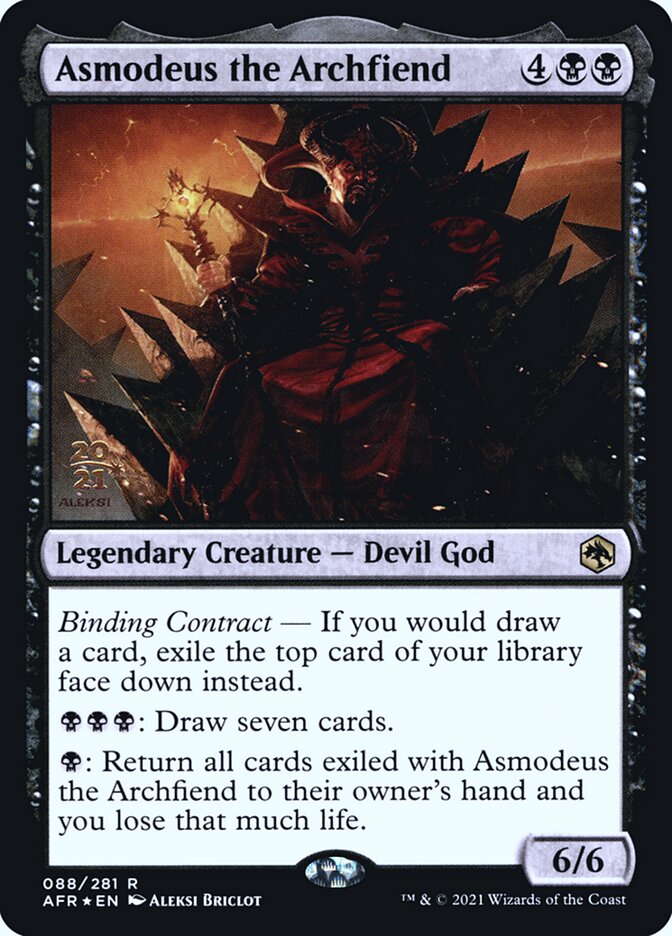 Asmodeus the Archfiend 4
20
21
ALEKSI
Legendary Creature — Devil God
Binding Contract — If you would draw
a card, exile the top card of your library
face down instead.
: Draw seven cards.
: Return all cards exiled with Asmodeus
the Archfiend to their owner's hand and
you lose that much life.
6/6
088/281 R
AFR★EN Aleksi Briclot
™ & © 2021 Wizards of the Coast